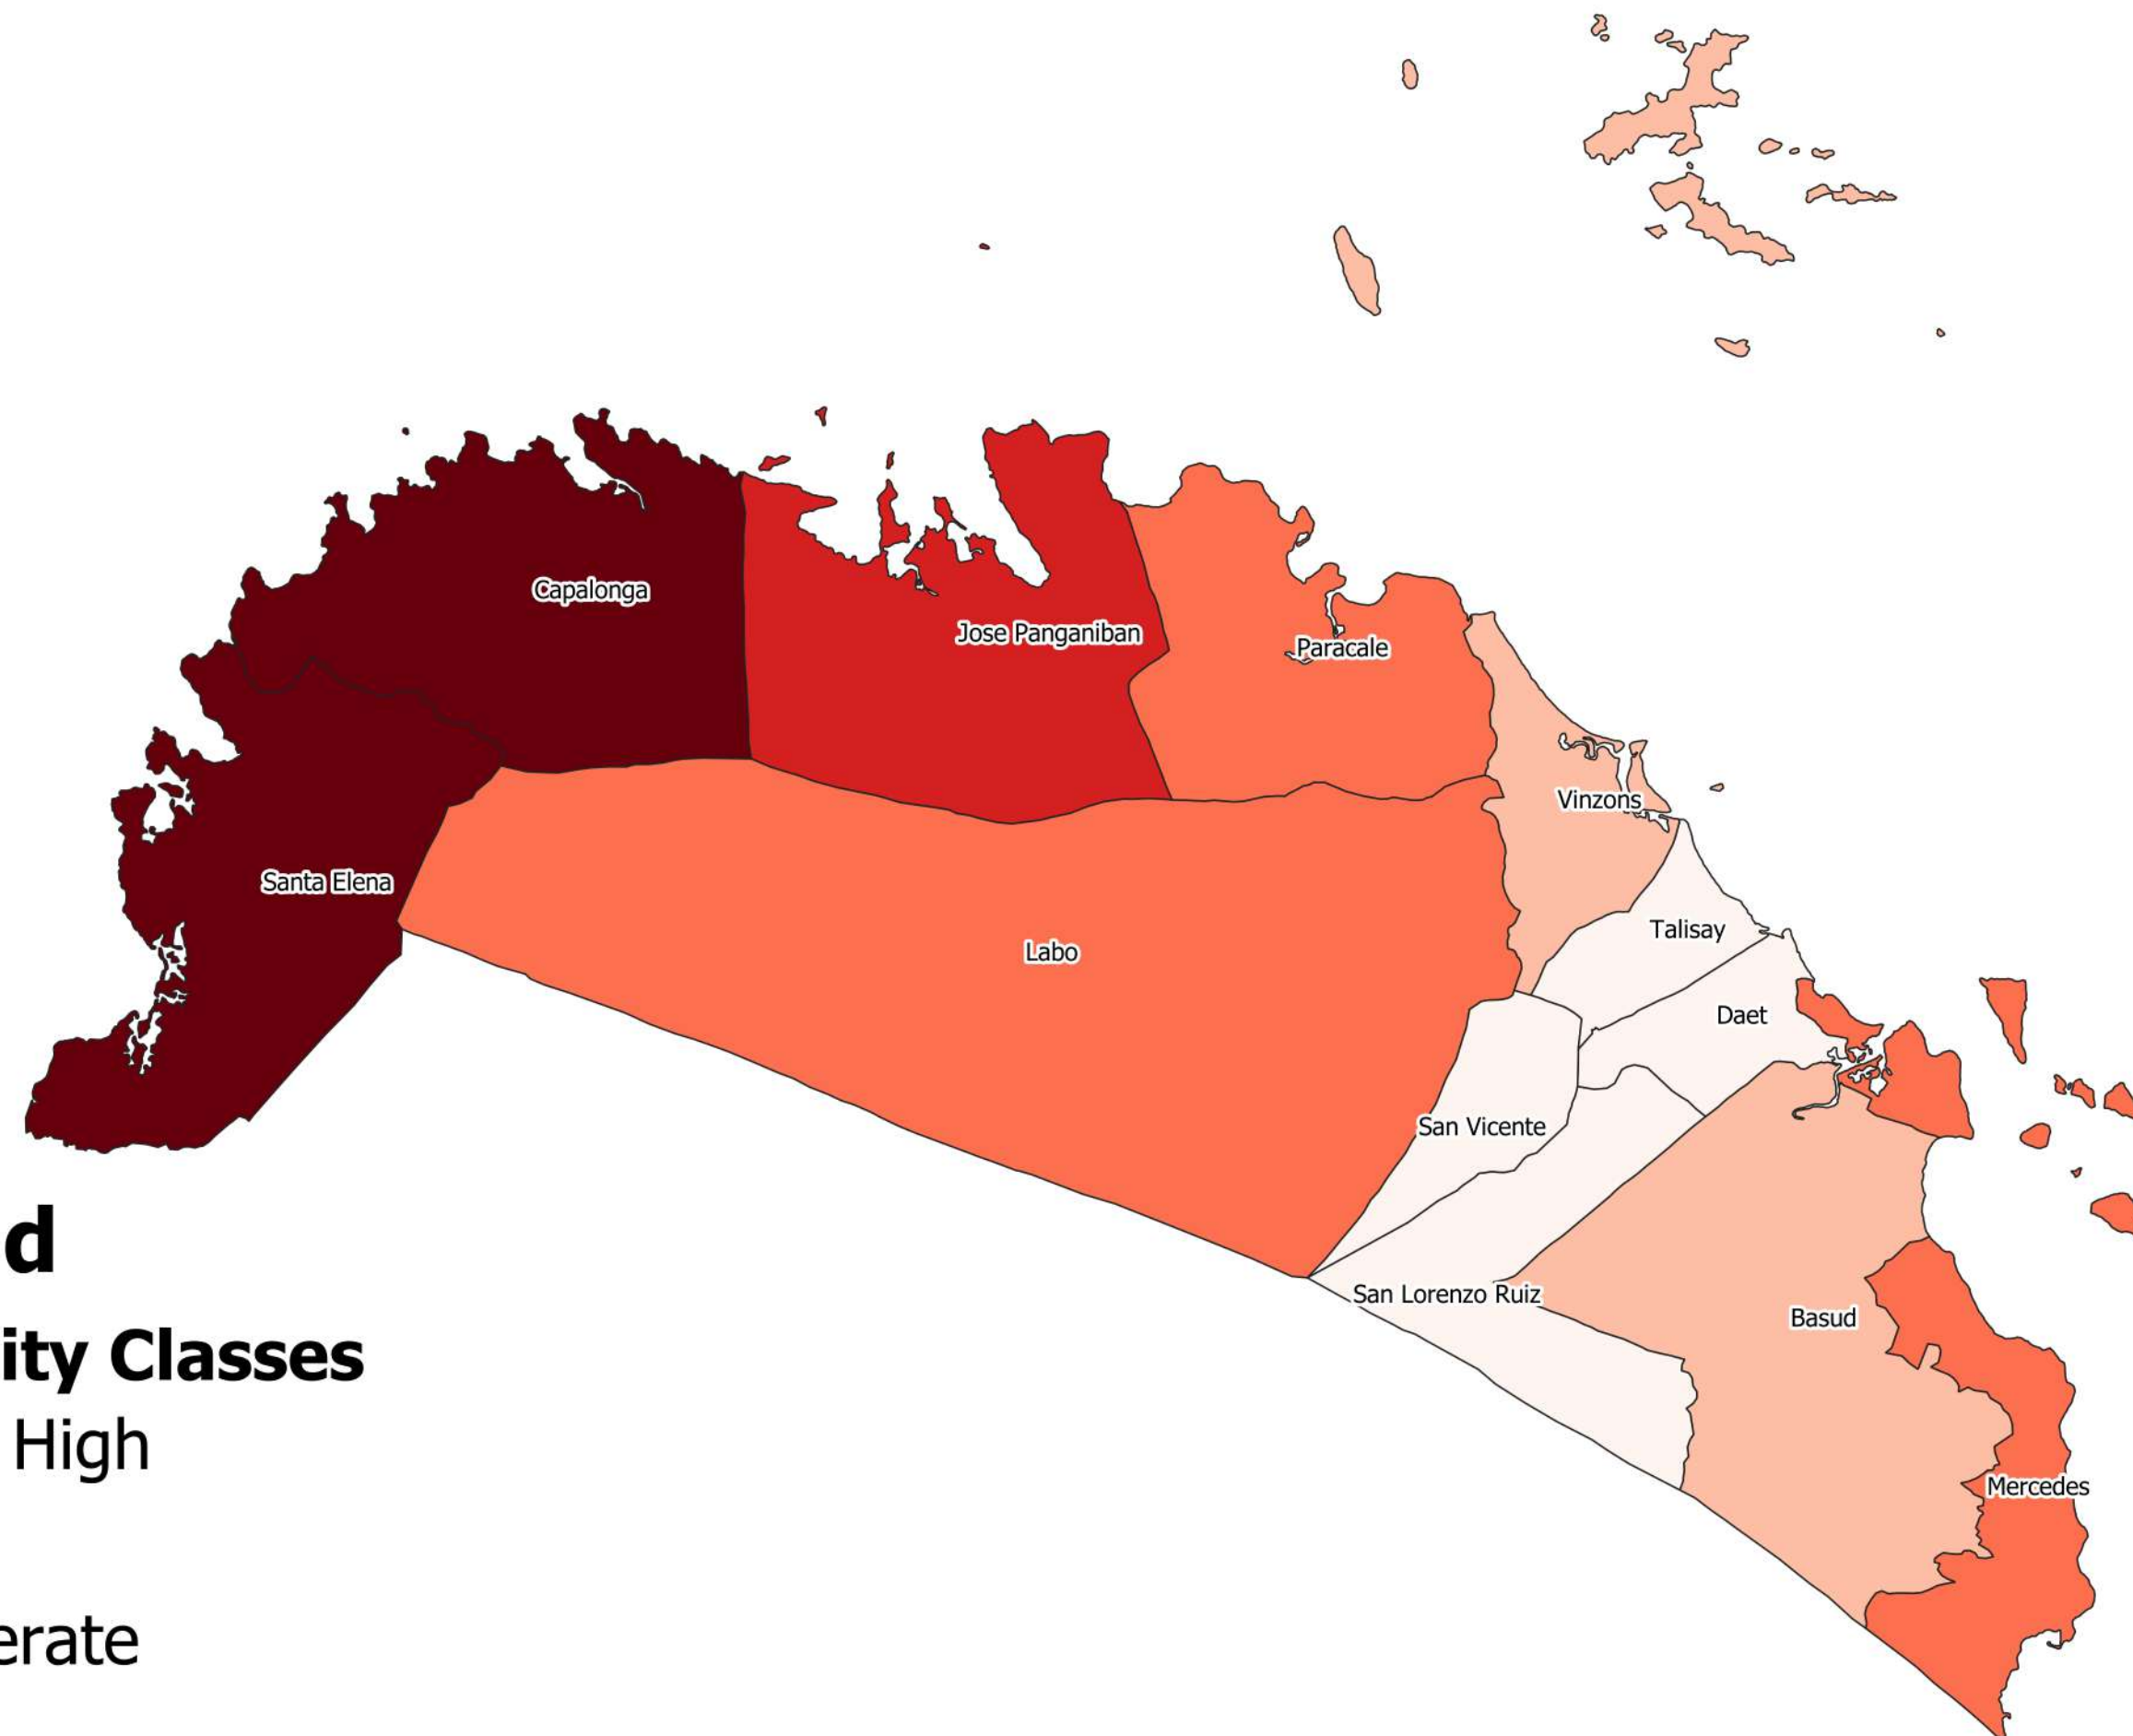 Capalonga
Jose Panganiban
Paracale
Vinzons
Santa Elena
Talisay
Labo
Daet
San Vicente
d
San Lorenzo Ruiz
Basud
ity Classes
High
Mercedes
erate